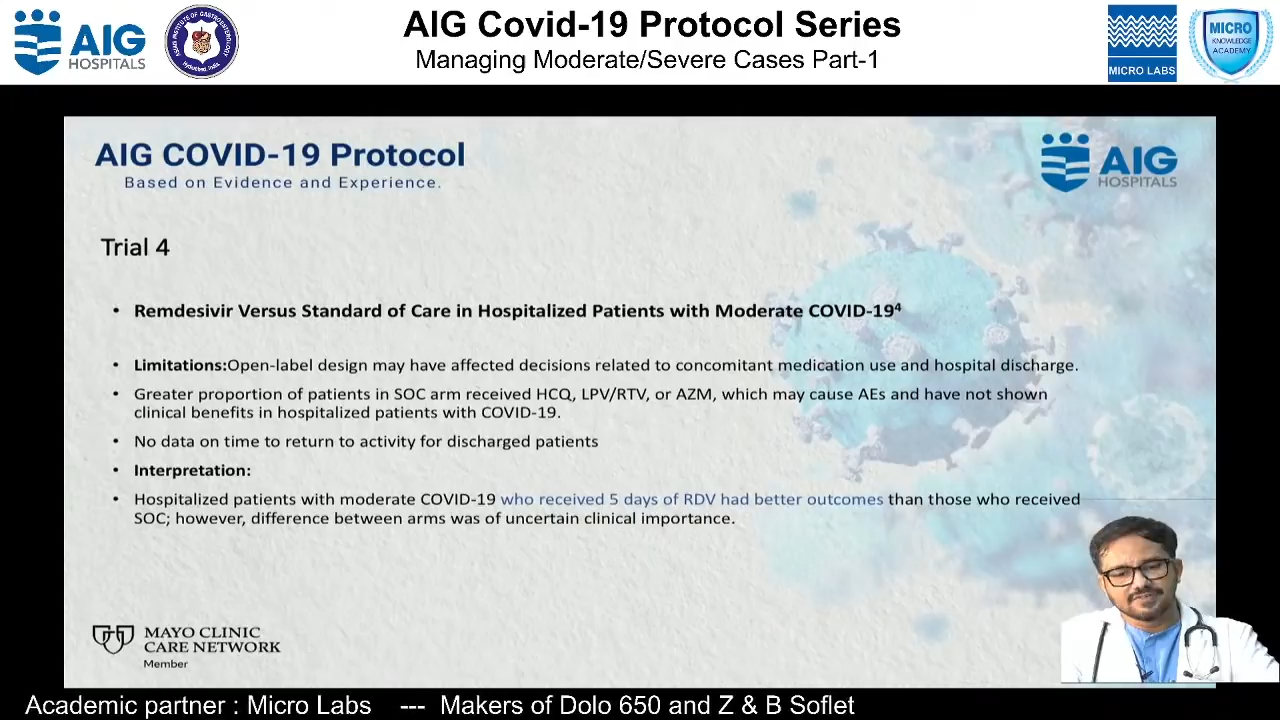 AIG
HOSPITALS
AIG Covid-19 Protocol Series
Managing Moderate/Severe Cases Part-1
MICRO LABS
MICRO
KNOWLEDGE
ACADEMY
AIG COVID-19 Protocol
Based on Evidence and Experience.
AIG
HOSPITALS
Trial 4
• Remdesivir Versus Standard of Care in Hospitalized Patients with Moderate COVID-19⁴
• Limitations:Open-label design may have affected decisions related to concomitant medication use and hospital discharge.
• Greater proportion of patients in SOC arm received HCQ, LPV/RTV, or AZM, which may cause AEs and have not shown
clinical benefits in hospitalized patients with COVID-19.
• No data on time to return to activity for discharged patients
• Interpretation:
• Hospitalized patients with moderate COVID-19 who received 5 days of RDV had better outcomes than those who received
SOC; however, difference between arms was of uncertain clinical importance.
MAYO CLINIC
CARE NETWORK
Member
Academic partner : Micro Labs --- Makers of Dolo 650 and Z & B Soflet